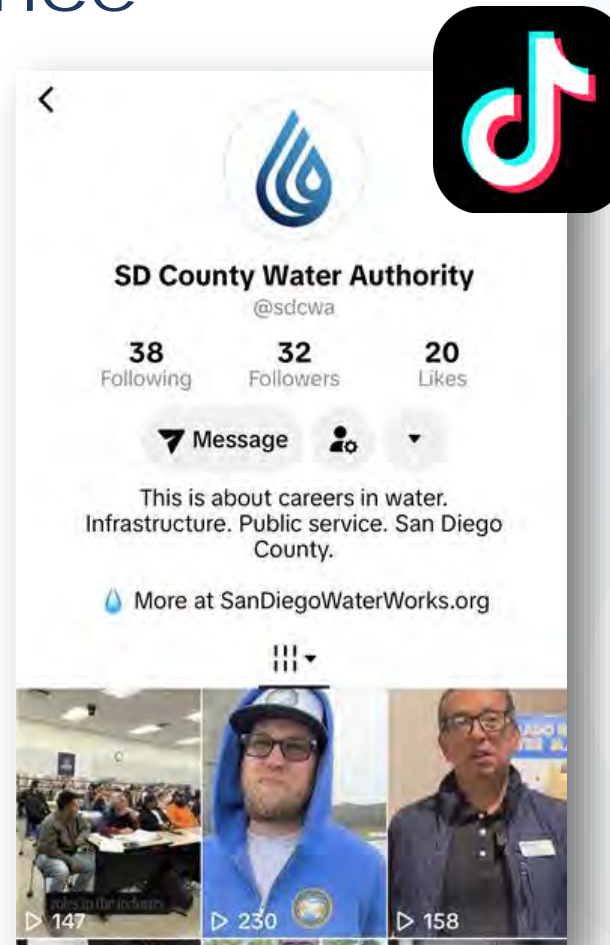 SD County Water Authority
@sdcwa
38 32 20
Following Followers Likes
Message
This is about careers in water.
Infrastructure. Public service. San Diego
County.
More at SanDiegoWaterWorks.org
roles in the industry
147 230 158